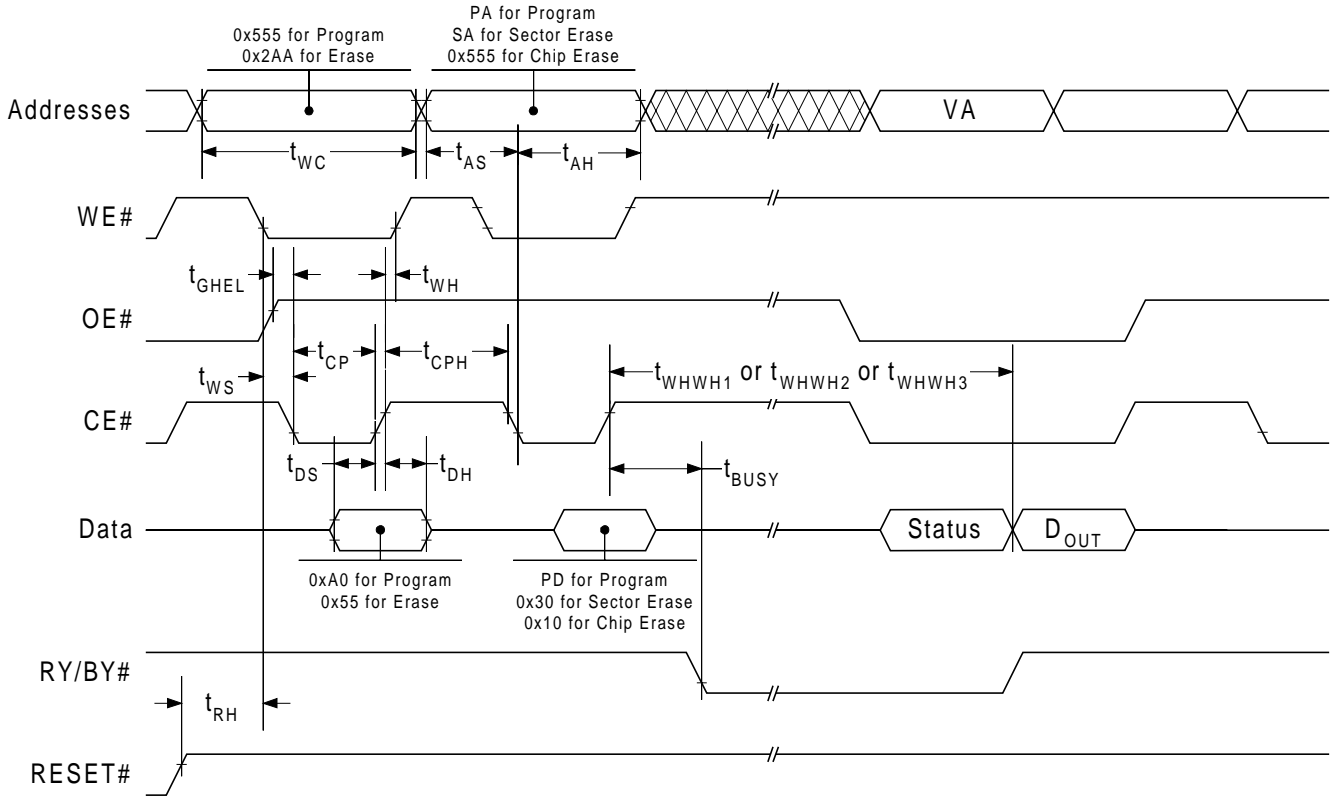 0x555 for Program
0x2AA for Erase
PA for Program
SA for Sector Erase
0x555 for Chip Erase
Addresses
VA
tWC
tAS
tAH
WE#
tGHEL
tWH
OE#
tCP
tCPH
tWS
tWHWH1 or tWHWH2 or tWHWH3
CE#
tDS
tDH
tBUSY
Data
Status
DOUT
0xA0 for Program
0x55 for Erase
PD for Program
0x30 for Sector Erase
0x10 for Chip Erase
RY/BY#
tRH
RESET#